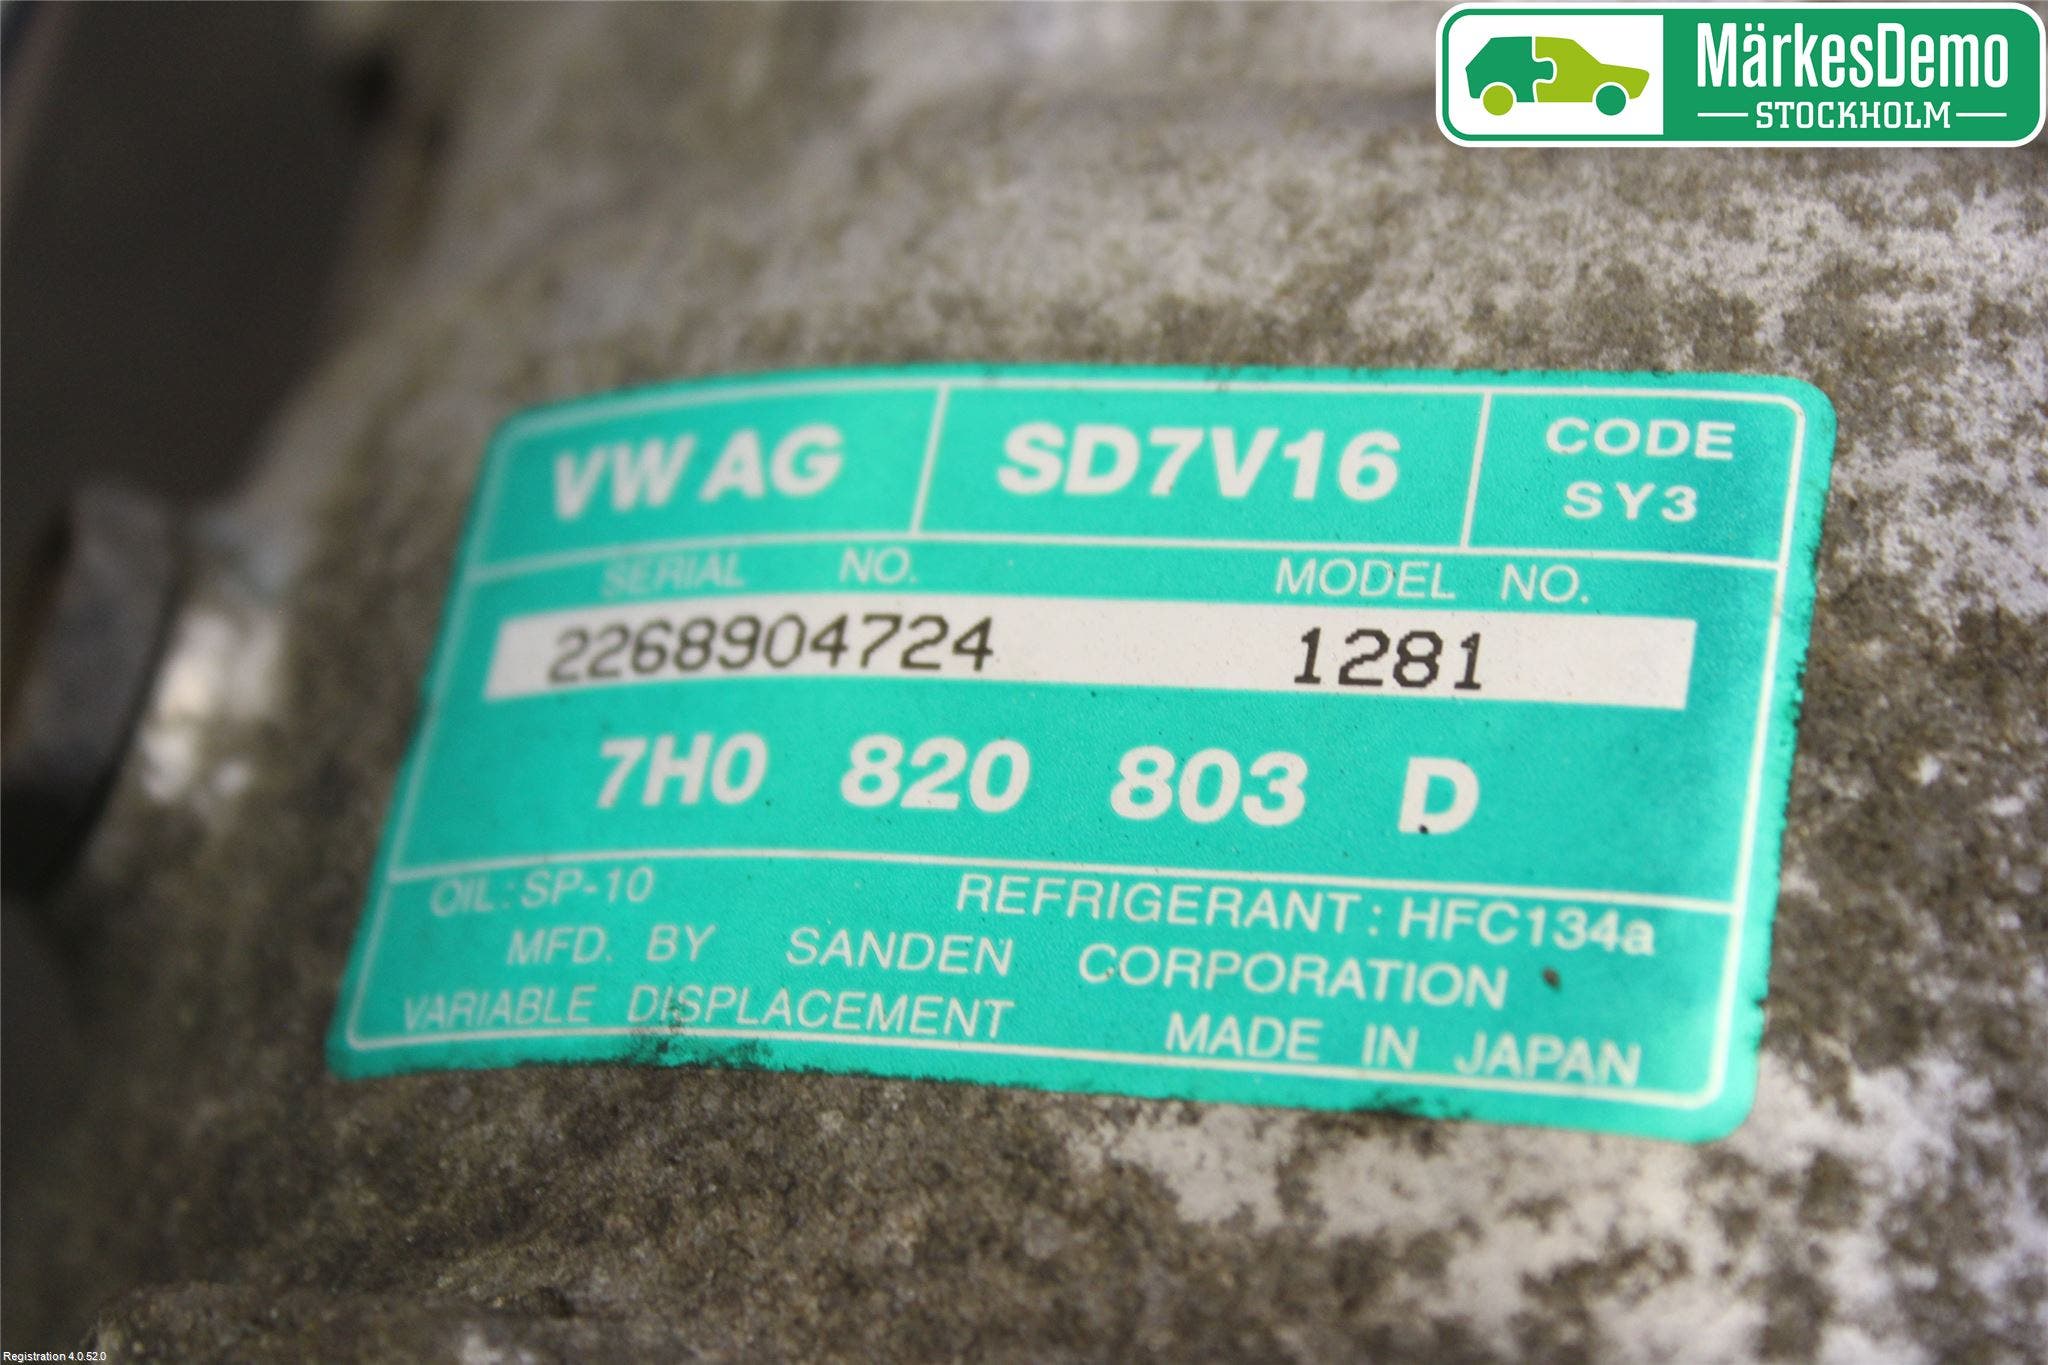 MärkesDemo
STOCKHOLM
VW AG SD7V16 CODE
SY3
SERIAL NO. MODEL NO.
2268904724 1281
7H0 820 803 D
OIL: SP-10 REFRIGERANT: HFC134a
MFD. BY SANDEN CORPORATION
VARIABLE DISPLACEMENT MADE IN JAPAN
Registration 4.0.52.0